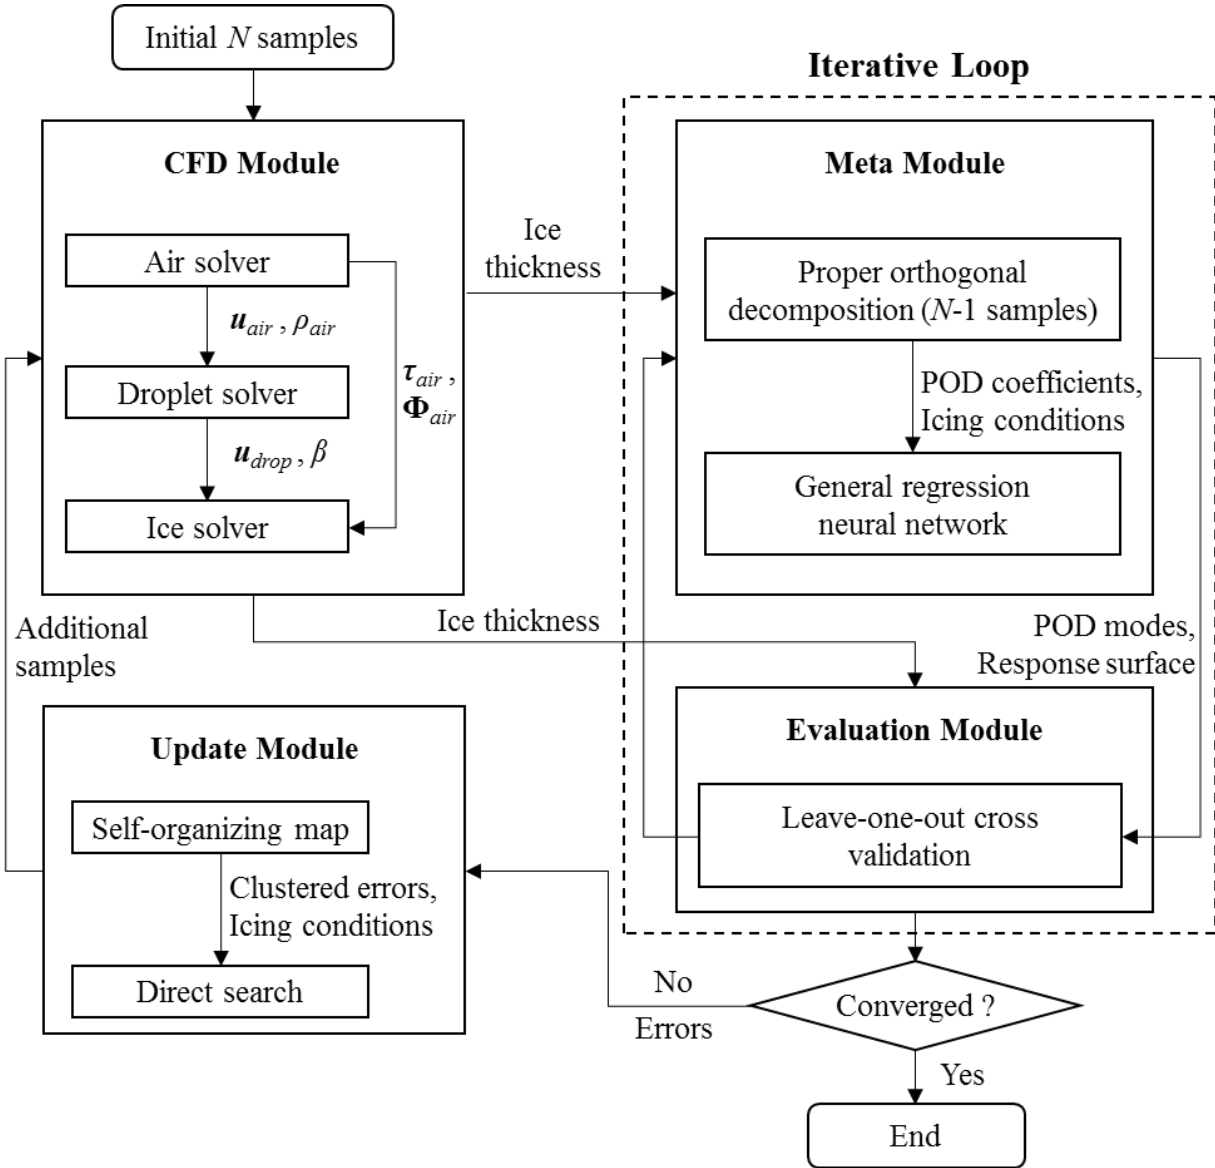 Initial N samples
Iterative Loop
CFD Module
Air solver
u_air , ρ_air
Droplet solver
τ_air ,
Φ_air
u_drop , β
Ice solver
Ice
thickness
Meta Module
Proper orthogonal
decomposition (N-1 samples)
POD coefficients,
Icing conditions
General regression
neural network
Additional
samples
Ice thickness
POD modes,
Response surface
Update Module
Self-organizing map
Clustered errors,
Icing conditions
Direct search
Evaluation Module
Leave-one-out cross
validation
No
Errors
Converged ?
Yes
End